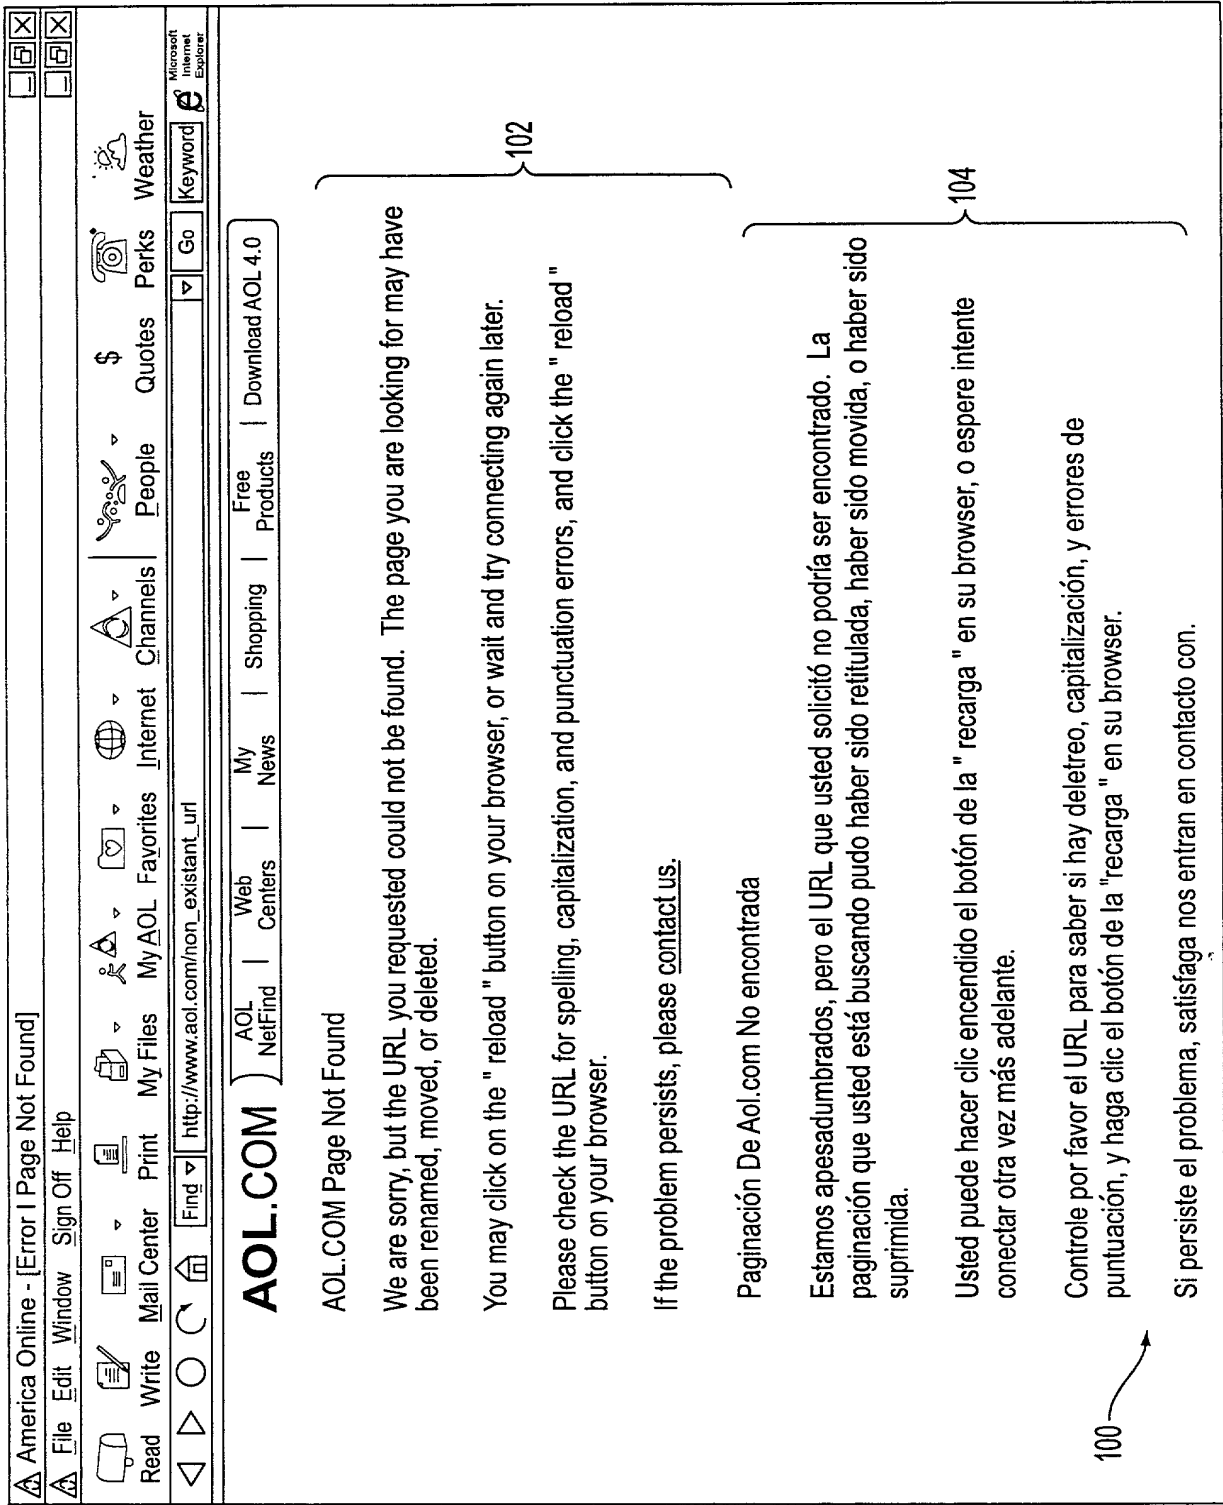 America Online - [Error I Page Not Found]
File Edit Window Sign Off Help
Read Write Mail Center Print My Files My AOL Favorites Internet Channels People Quotes Perks Weather
$
Find http://www.aol.com/non_existant_url Go Keyword
Microsoft
Internet
Explorer
AOL.COM
AOL NetFind | Web Centers | My News | Shopping | Free Products | Download AOL 4.0
AOL.COM Page Not Found
We are sorry, but the URL you requested could not be found. The page you are looking for may have
been renamed, moved, or deleted.
You may click on the " reload " button on your browser, or wait and try connecting again later.
Please check the URL for spelling, capitalization, and punctuation errors, and click the " reload "
button on your browser.
If the problem persists, please contact us.
102
Paginación De Aol.com No encontrada
Estamos apesadumbrados, pero el URL que usted solicitó no podría ser encontrado. La
paginación que usted está buscando pudo haber sido retitulada, haber sido movida, o haber sido
suprimida.
Usted puede hacer clic encendido el botón de la " recarga " en su browser, o espere intente
conectar otra vez más adelante.
Controle por favor el URL para saber si hay deletreo, capitalización, y errores de
puntuación, y haga clic el botón de la "recarga " en su browser.
Si persiste el problema, satisfaga nos entran en contacto con.
104
100